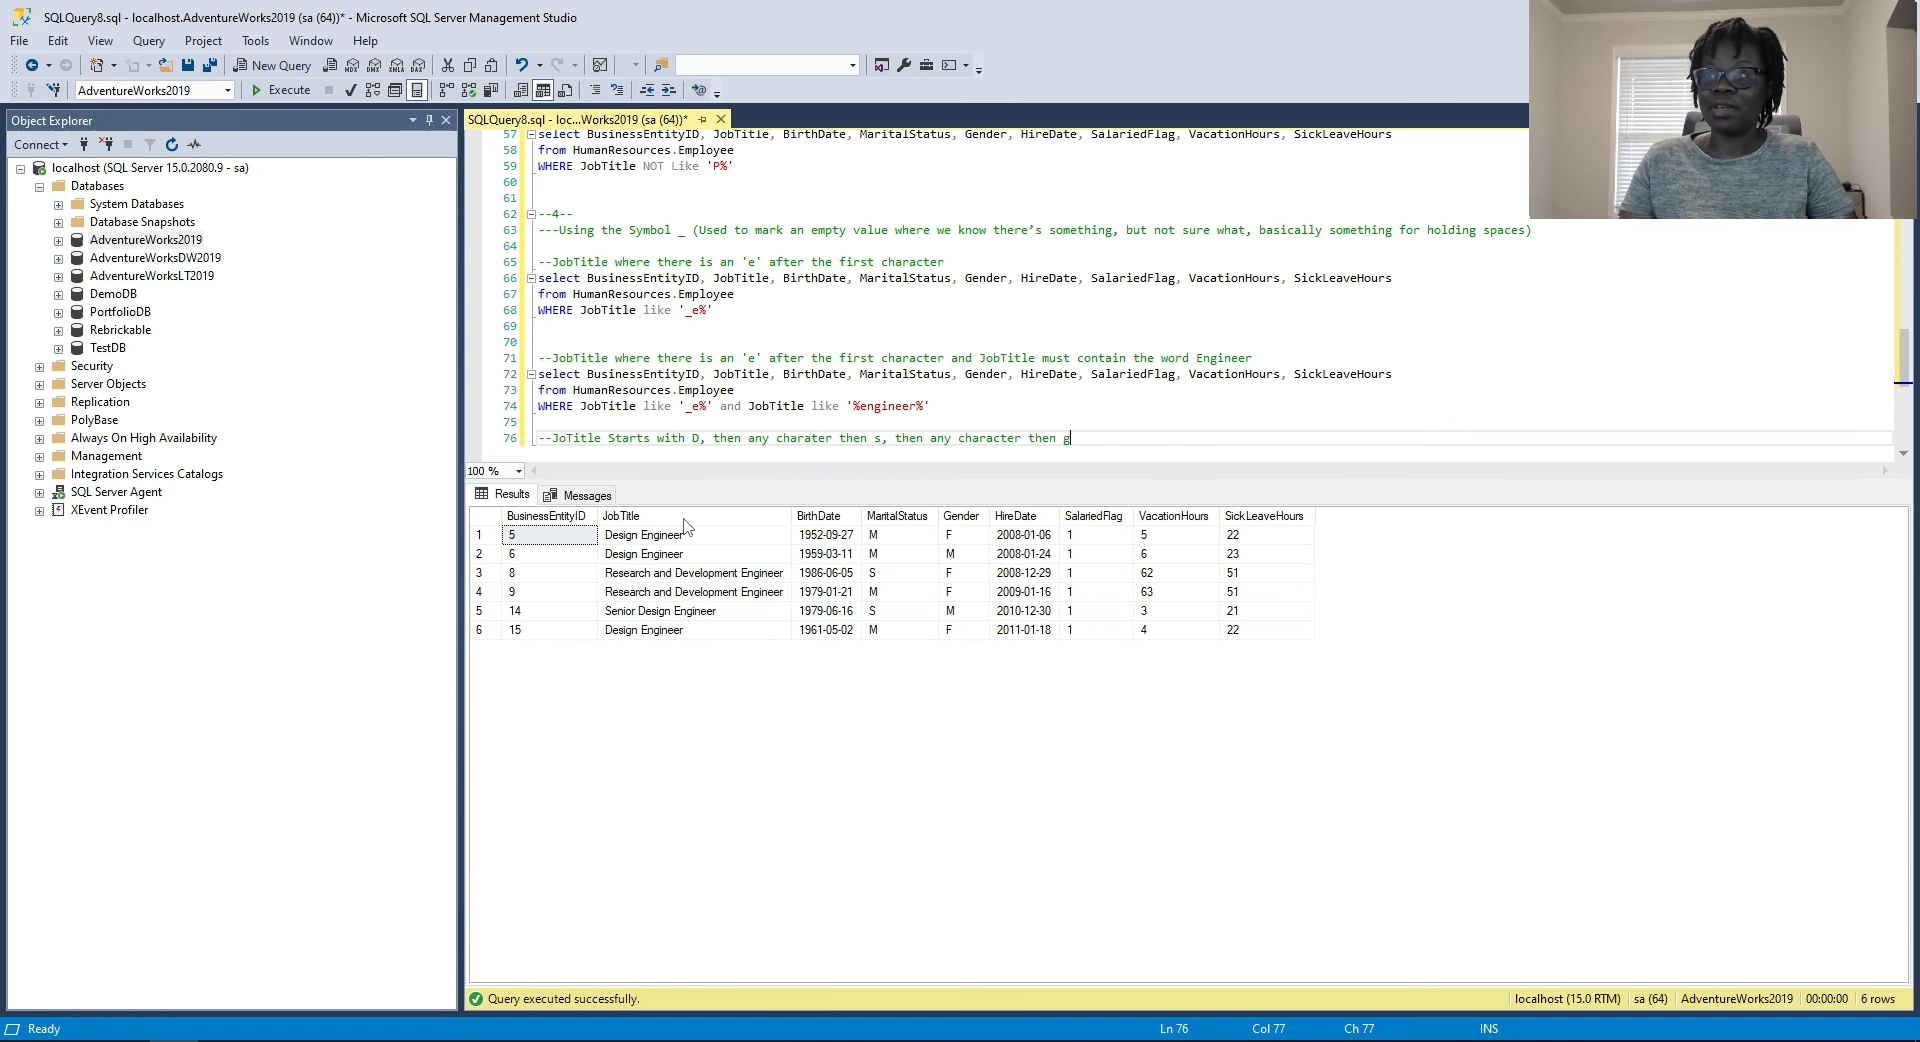 SQLQuery8.sql - localhost.AdventureWorks2019 (sa (64))* - Microsoft SQL Server Management Studio
File Edit View Query Project Tools Window Help
New Query MDX DMX XMLA DAX
AdventureWorks2019 Execute
Object Explorer
SQLQuery8.sql - loc...Works2019 (sa (64))*
Connect
localhost (SQL Server 15.0.2080.9 - sa)
Databases
System Databases
Database Snapshots
AdventureWorks2019
AdventureWorksDW2019
AdventureWorksLT2019
DemoDB
PortfolioDB
Rebrickable
TestDB
Security
Server Objects
Replication
PolyBase
Always On High Availability
Management
Integration Services Catalogs
SQL Server Agent
XEvent Profiler
57 select BusinessEntityID, JobTitle, BirthDate, MaritalStatus, Gender, HireDate, SalariedFlag, VacationHours, SickLeaveHours
58 from HumanResources.Employee
59 WHERE JobTitle NOT Like 'P%'
60
61
62 --4--
63 ---Using the Symbol _ (Used to mark an empty value where we know there’s something, but not sure what, basically something for holding spaces)
64
65 --JobTitle where there is an 'e' after the first character
66 select BusinessEntityID, JobTitle, BirthDate, MaritalStatus, Gender, HireDate, SalariedFlag, VacationHours, SickLeaveHours
67 from HumanResources.Employee
68 WHERE JobTitle like '_e%'
69
70
71 --JobTitle where there is an 'e' after the first character and JobTitle must contain the word Engineer
72 select BusinessEntityID, JobTitle, BirthDate, MaritalStatus, Gender, HireDate, SalariedFlag, VacationHours, SickLeaveHours
73 from HumanResources.Employee
74 WHERE JobTitle like '_e%' and JobTitle like '%engineer%'
75
76 --JoTitle Starts with D, then any charater then s, then any character then g
100 %
Results Messages
BusinessEntityID JobTitle BirthDate MaritalStatus Gender HireDate SalariedFlag VacationHours SickLeaveHours
1 5 Design Engineer 1952-09-27 M F 2008-01-06 1 5 22
2 6 Design Engineer 1959-03-11 M M 2008-01-24 1 6 23
3 8 Research and Development Engineer 1986-06-05 S F 2008-12-29 1 62 51
4 9 Research and Development Engineer 1979-01-21 M F 2009-01-16 1 63 51
5 14 Senior Design Engineer 1979-06-16 S M 2010-12-30 1 3 21
6 15 Design Engineer 1961-05-02 M F 2011-01-18 1 4 22
Query executed successfully. localhost (15.0 RTM) sa (64) AdventureWorks2019 00:00:00 6 rows
Ready Ln 76 Col 77 Ch 77 INS